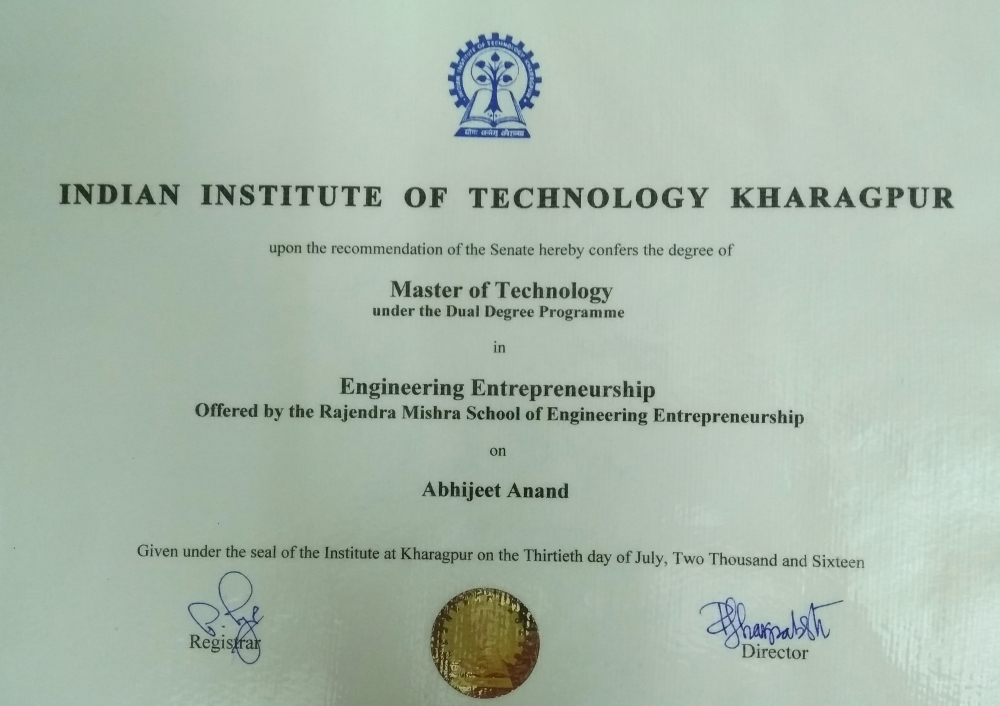 INDIAN INSTITUTE OF TECHNOLOGY KHARAGPUR
upon the recommendation of the Senate hereby confers the degree of
Master of Technology
under the Dual Degree Programme
in
Engineering Entrepreneurship
Offered by the Rajendra Mishra School of Engineering Entrepreneurship
on
Abhijeet Anand
Given under the seal of the Institute at Kharagpur on the Thirtieth day of July, Two Thousand and Sixteen
Registrar
Director